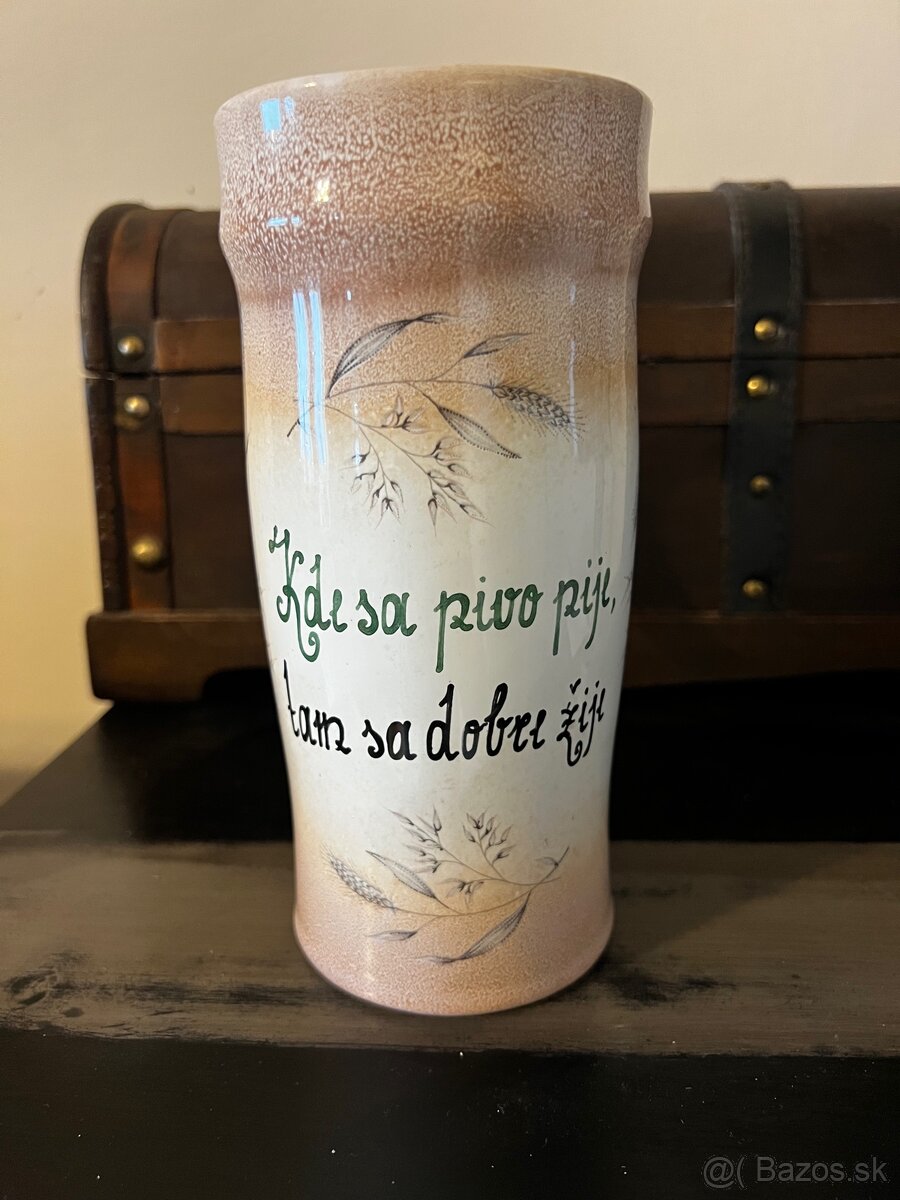 Kde sa pivo pije,
tam sa dobre žije
@( Bazos.sk